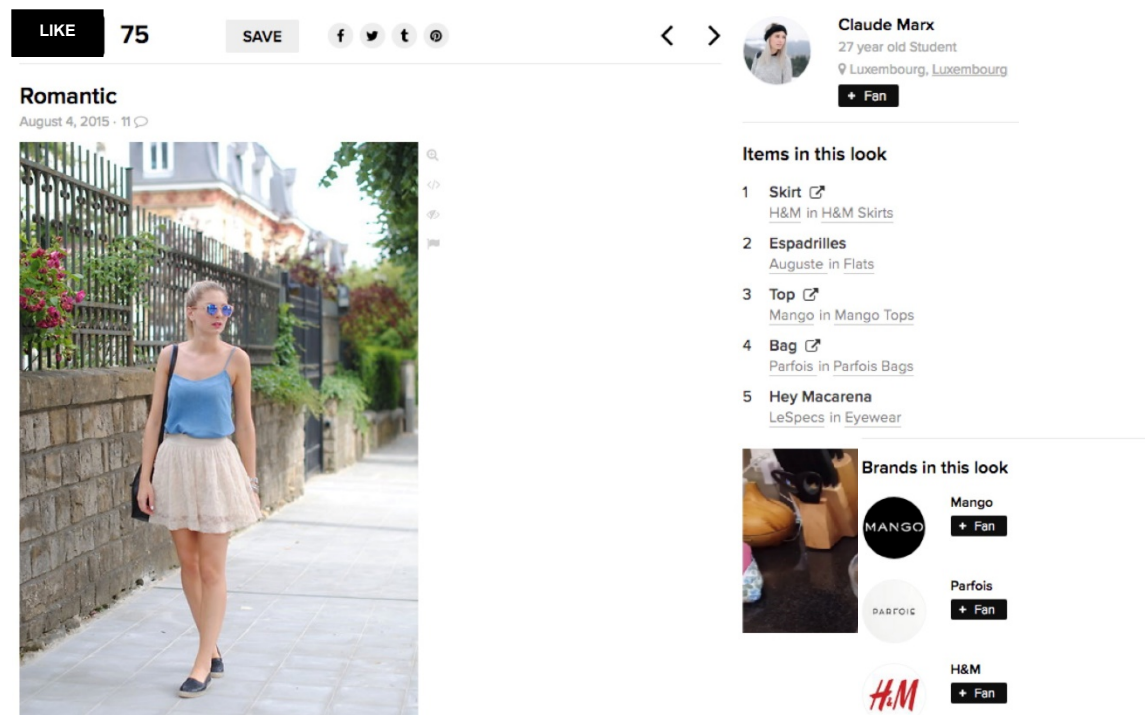 LIKE 75 SAVE
Romantic
August 4, 2015 · 11
Claude Marx
27 year old Student
Luxembourg, Luxembourg
+ Fan
Items in this look
1 Skirt
H&M in H&M Skirts
2 Espadrilles
Auguste in Flats
3 Top
Mango in Mango Tops
4 Bag
Parfois in Parfois Bags
5 Hey Macarena
LeSpecs in Eyewear
Brands in this look
MANGO
Mango
+ Fan
PARFOIS
Parfois
+ Fan
H&M
H&M
+ Fan